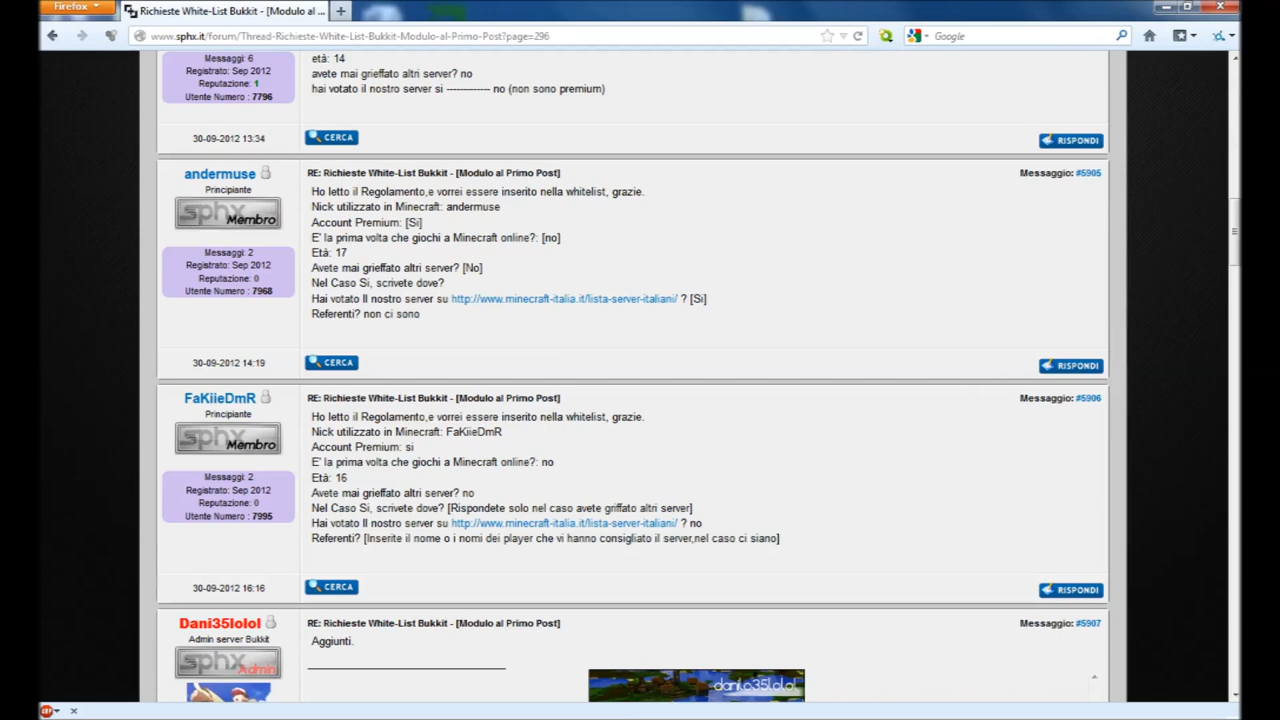 Firefox
Richieste White-List Bukkit - [Modulo al ...
www.sphx.it/forum/Thread-Richieste-White-List-Bukkit-Modulo-al-Primo-Post?page=296
Google
Messaggi: 6
Registrato: Sep 2012
Reputazione: 1
Utente Numero : 7796
età: 14
avete mai grieffato altri server? no
hai votato il nostro server si ------------- no (non sono premium)
30-09-2012 13:34
CERCA
RISPONDI
andermuse
Principiante
sphx Membro
Messaggi: 2
Registrato: Sep 2012
Reputazione: 0
Utente Numero : 7968
RE: Richieste White-List Bukkit - [Modulo al Primo Post]
Messaggio: #5905
Ho letto il Regolamento,e vorrei essere inserito nella whitelist, grazie.
Nick utilizzato in Minecraft: andermuse
Account Premium: [Si]
E' la prima volta che giochi a Minecraft online?: [no]
Età: 17
Avete mai grieffato altri server? [No]
Nel Caso Si, scrivete dove?
Hai votato Il nostro server su http://www.minecraft-italia.it/lista-server-italiani/ ? [Si]
Referenti? non ci sono
30-09-2012 14:19
CERCA
RISPONDI
FaKiieDmR
Principiante
sphx Membro
Messaggi: 2
Registrato: Sep 2012
Reputazione: 0
Utente Numero : 7995
RE: Richieste White-List Bukkit - [Modulo al Primo Post]
Messaggio: #5906
Ho letto il Regolamento,e vorrei essere inserito nella whitelist, grazie.
Nick utilizzato in Minecraft: FaKiieDmR
Account Premium: si
E' la prima volta che giochi a Minecraft online?: no
Età: 16
Avete mai grieffato altri server? no
Nel Caso Si, scrivete dove? [Rispondete solo nel caso avete griffato altri server]
Hai votato Il nostro server su http://www.minecraft-italia.it/lista-server-italiani/ ? no
Referenti? [Inserite il nome o i nomi dei player che vi hanno consigliato il server,nel caso ci siano]
30-09-2012 16:16
CERCA
RISPONDI
Dani35lolol
Admin server Bukkit
sphx Admin
RE: Richieste White-List Bukkit - [Modulo al Primo Post]
Messaggio: #5907
Aggiunti.